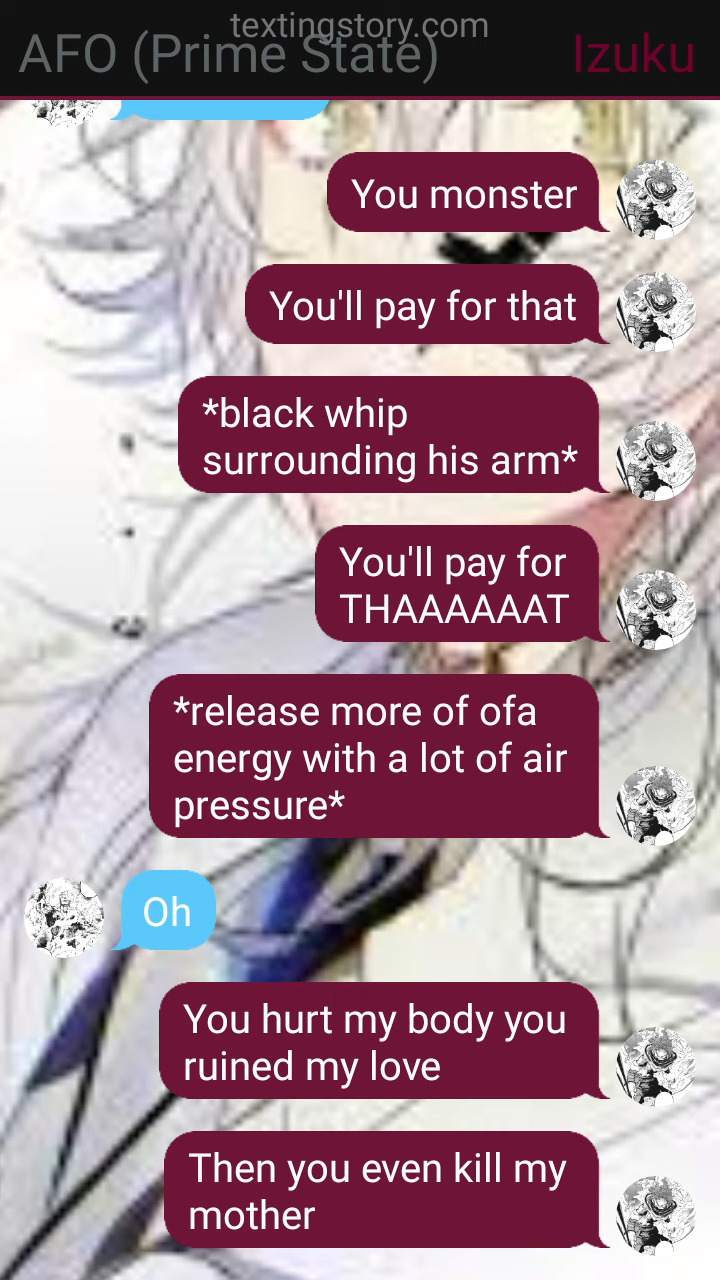 textingstory.com
AFO (Prime State)
Izuku
You monster
You'll pay for that
*black whip
surrounding his arm*
You'll pay for
THAAAAAAT
*release more of ofa
energy with a lot of air
pressure*
Oh
You hurt my body you
ruined my love
Then you even kill my
mother